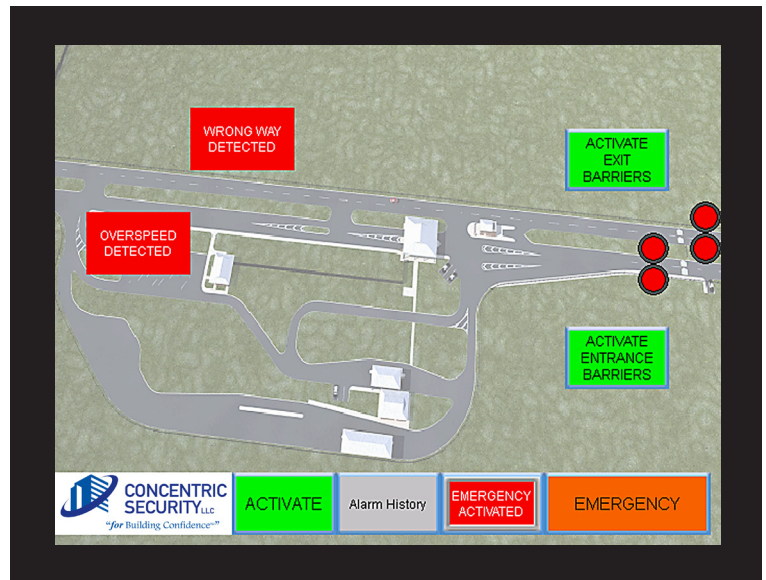 WRONG WAY
DETECTED
ACTIVATE
EXIT
BARRIERS
OVERSPEED
DETECTED
ACTIVATE
ENTRANCE
BARRIERS
CONCENTRIC
SECURITY LLC
"for Building Confidence℠"
ACTIVATE
Alarm History
EMERGENCY
ACTIVATED
EMERGENCY